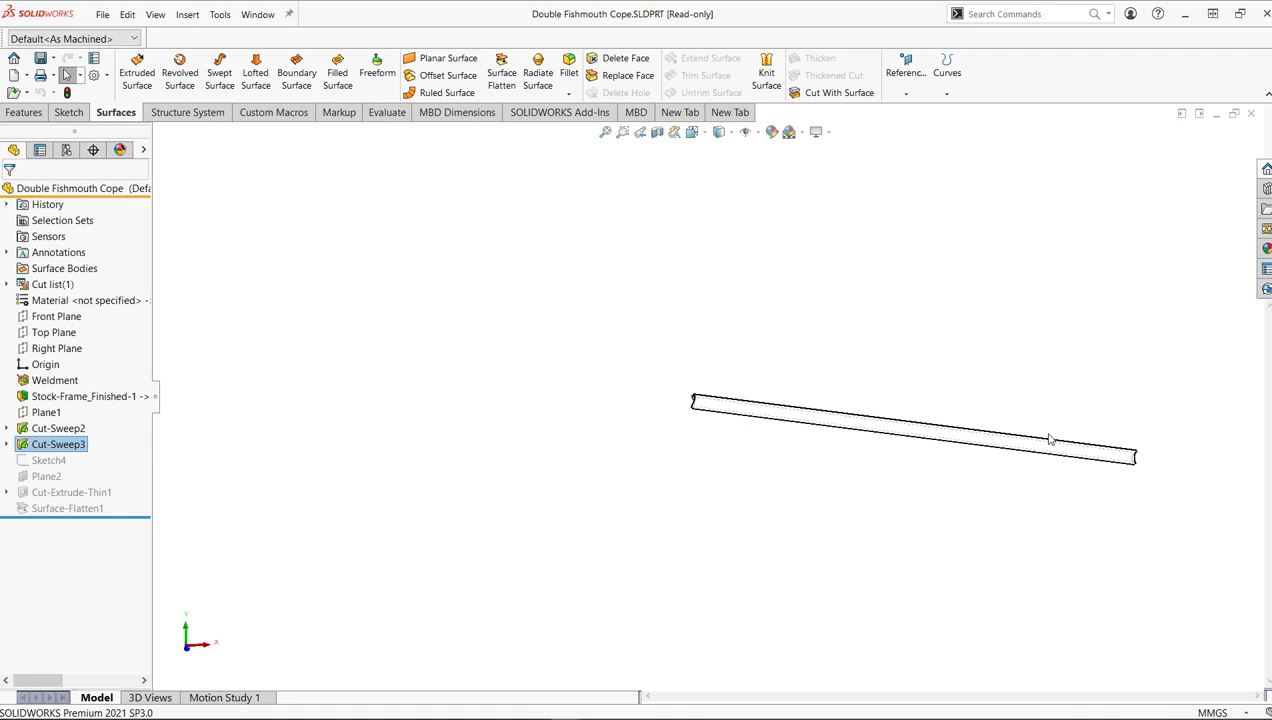 SOLIDWORKS
File Edit View Insert Tools Window
Double Fishmouth Cope.SLDPRT [Read-only]
Search Commands
Default<As Machined>
Extruded Surface
Revolved Surface
Swept Surface
Lofted Surface
Boundary Surface
Filled Surface
Freeform
Planar Surface
Offset Surface
Ruled Surface
Surface Flatten
Radiate Surface
Fillet
Delete Face
Replace Face
Delete Hole
Extend Surface
Trim Surface
Untrim Surface
Knit Surface
Thicken
Thickened Cut
Cut With Surface
Referenc...
Curves
Features Sketch Surfaces Structure System Custom Macros Markup Evaluate MBD Dimensions SOLIDWORKS Add-Ins MBD New Tab New Tab
Double Fishmouth Cope (Defa
History
Selection Sets
Sensors
Annotations
Surface Bodies
Cut list(1)
Material <not specified> ->
Front Plane
Top Plane
Right Plane
Origin
Weldment
Stock-Frame_Finished-1 ->
Plane1
Cut-Sweep2
Cut-Sweep3
Sketch4
Plane2
Cut-Extrude-Thin1
Surface-Flatten1
Y
X
Model 3D Views Motion Study 1
SOLIDWORKS Premium 2021 SP3.0
MMGS